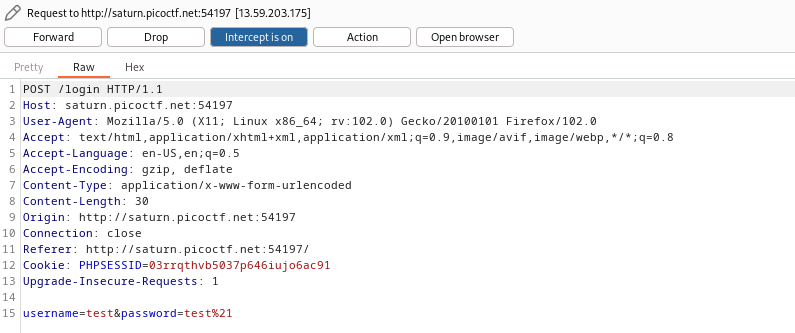 Request to http://saturn.picoctf.net:54197 [13.59.203.175]
Forward Drop Intercept is on Action Open browser
Pretty Raw Hex
1 POST /login HTTP/1.1
2 Host: saturn.picoctf.net:54197
3 User-Agent: Mozilla/5.0 (X11; Linux x86_64; rv:102.0) Gecko/20100101 Firefox/102.0
4 Accept: text/html,application/xhtml+xml,application/xml;q=0.9,image/avif,image/webp,*/*;q=0.8
5 Accept-Language: en-US,en;q=0.5
6 Accept-Encoding: gzip, deflate
7 Content-Type: application/x-www-form-urlencoded
8 Content-Length: 30
9 Origin: http://saturn.picoctf.net:54197
10 Connection: close
11 Referer: http://saturn.picoctf.net:54197/
12 Cookie: PHPSESSID=03rrqthvb5037p646iujo6ac91
13 Upgrade-Insecure-Requests: 1
14
15 username=test&password=test%21